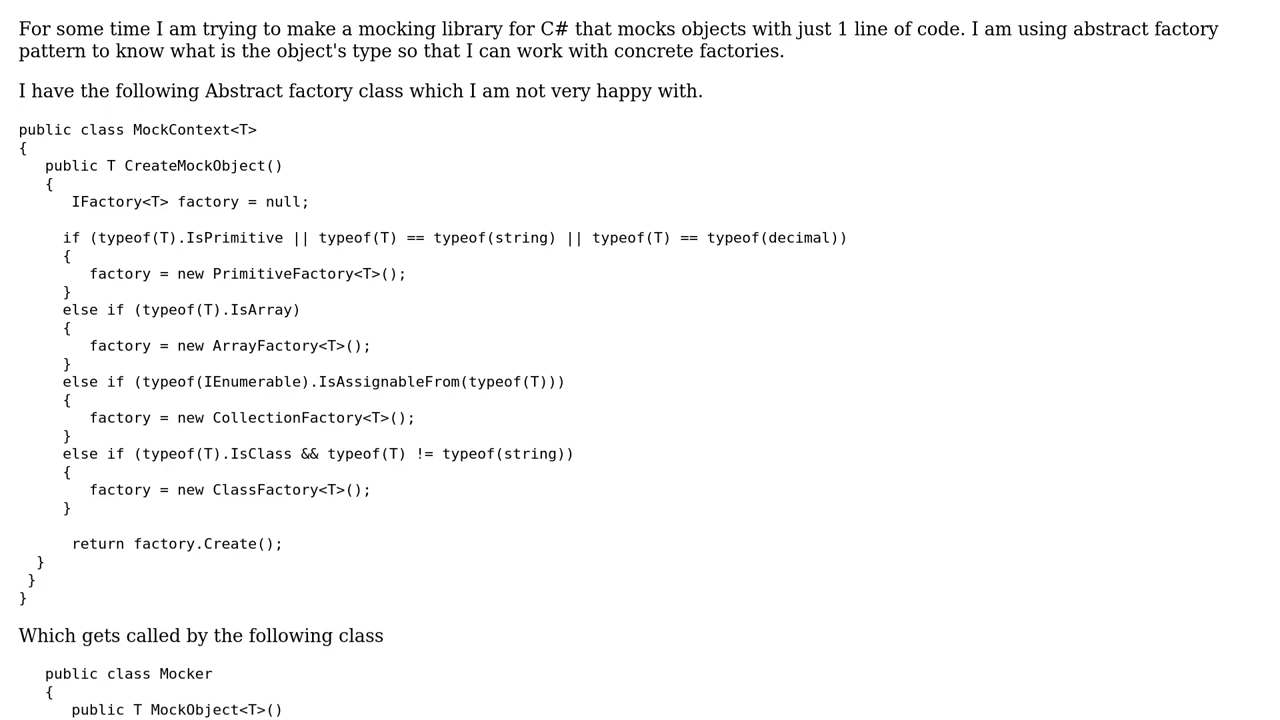 For some time I am trying to make a mocking library for C# that mocks objects with just 1 line of code. I am using abstract factory
pattern to know what is the object's type so that I can work with concrete factories.
I have the following Abstract factory class which I am not very happy with.
public class MockContext<T>
{
   public T CreateMockObject()
   {
      IFactory<T> factory = null;

     if (typeof(T).IsPrimitive || typeof(T) == typeof(string) || typeof(T) == typeof(decimal))
     {
        factory = new PrimitiveFactory<T>();
     }
     else if (typeof(T).IsArray)
     {
        factory = new ArrayFactory<T>();
     }
     else if (typeof(IEnumerable).IsAssignableFrom(typeof(T)))
     {
        factory = new CollectionFactory<T>();
     }
     else if (typeof(T).IsClass && typeof(T) != typeof(string))
     {
        factory = new ClassFactory<T>();
     }

      return factory.Create();
  }
 }
}
Which gets called by the following class
   public class Mocker
   {
      public T MockObject<T>()